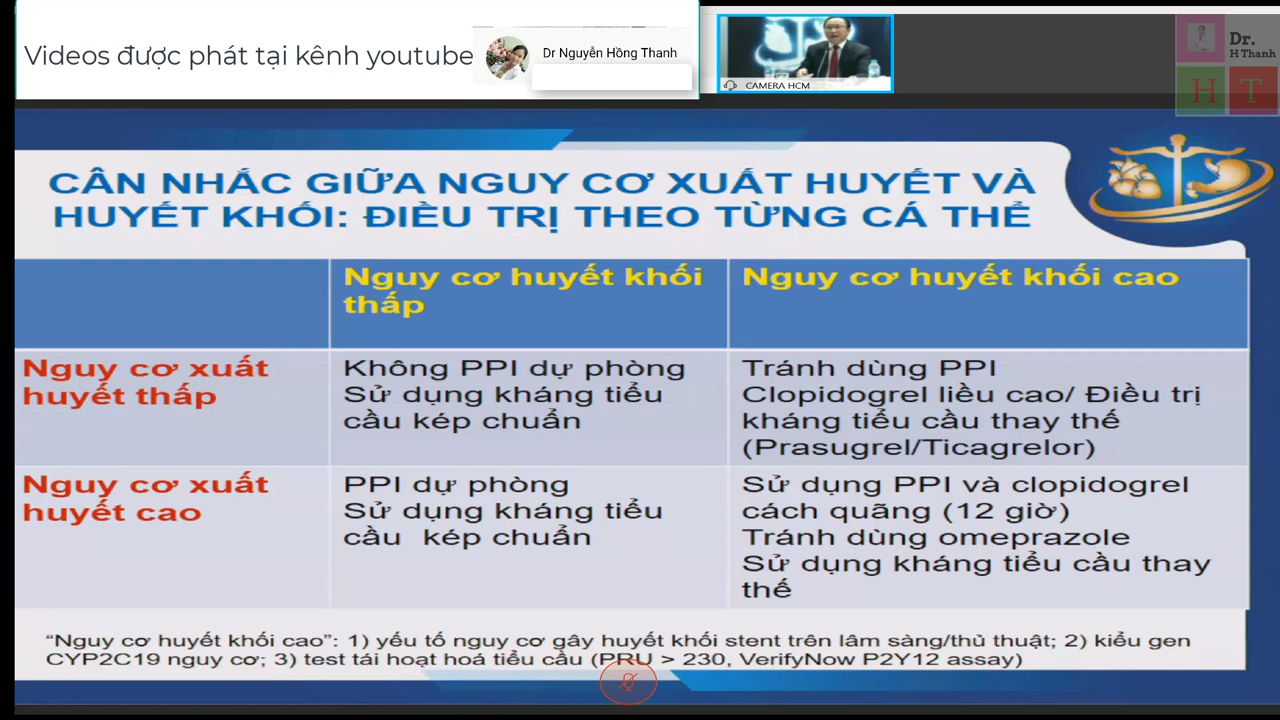 Videos được phát tại kênh youtube
Dr Nguyễn Hồng Thanh
CAMERA HCM
Dr.
H Thanh
H T
CÂN NHẮC GIỮA NGUY CƠ XUẤT HUYẾT VÀ
HUYẾT KHỐI: ĐIỀU TRỊ THEO TỪNG CÁ THỂ
Nguy cơ huyết khối
thấp
Nguy cơ huyết khối cao
Nguy cơ xuất
huyết thấp
Không PPI dự phòng
Sử dụng kháng tiểu
cầu kép chuẩn
Tránh dùng PPI
Clopidogrel liều cao/ Điều trị
kháng tiểu cầu thay thế
(Prasugrel/Ticagrelor)
Nguy cơ xuất
huyết cao
PPI dự phòng
Sử dụng kháng tiểu
cầu kép chuẩn
Sử dụng PPI và clopidogrel
cách quãng (12 giờ)
Tránh dùng omeprazole
Sử dụng kháng tiểu cầu thay
thế
“Nguy cơ huyết khối cao”: 1) yếu tố nguy cơ gây huyết khối stent trên lâm sàng/thủ thuật; 2) kiểu gen
CYP2C19 nguy cơ; 3) test tái hoạt hoá tiểu cầu (PRU > 230, VerifyNow P2Y12 assay)